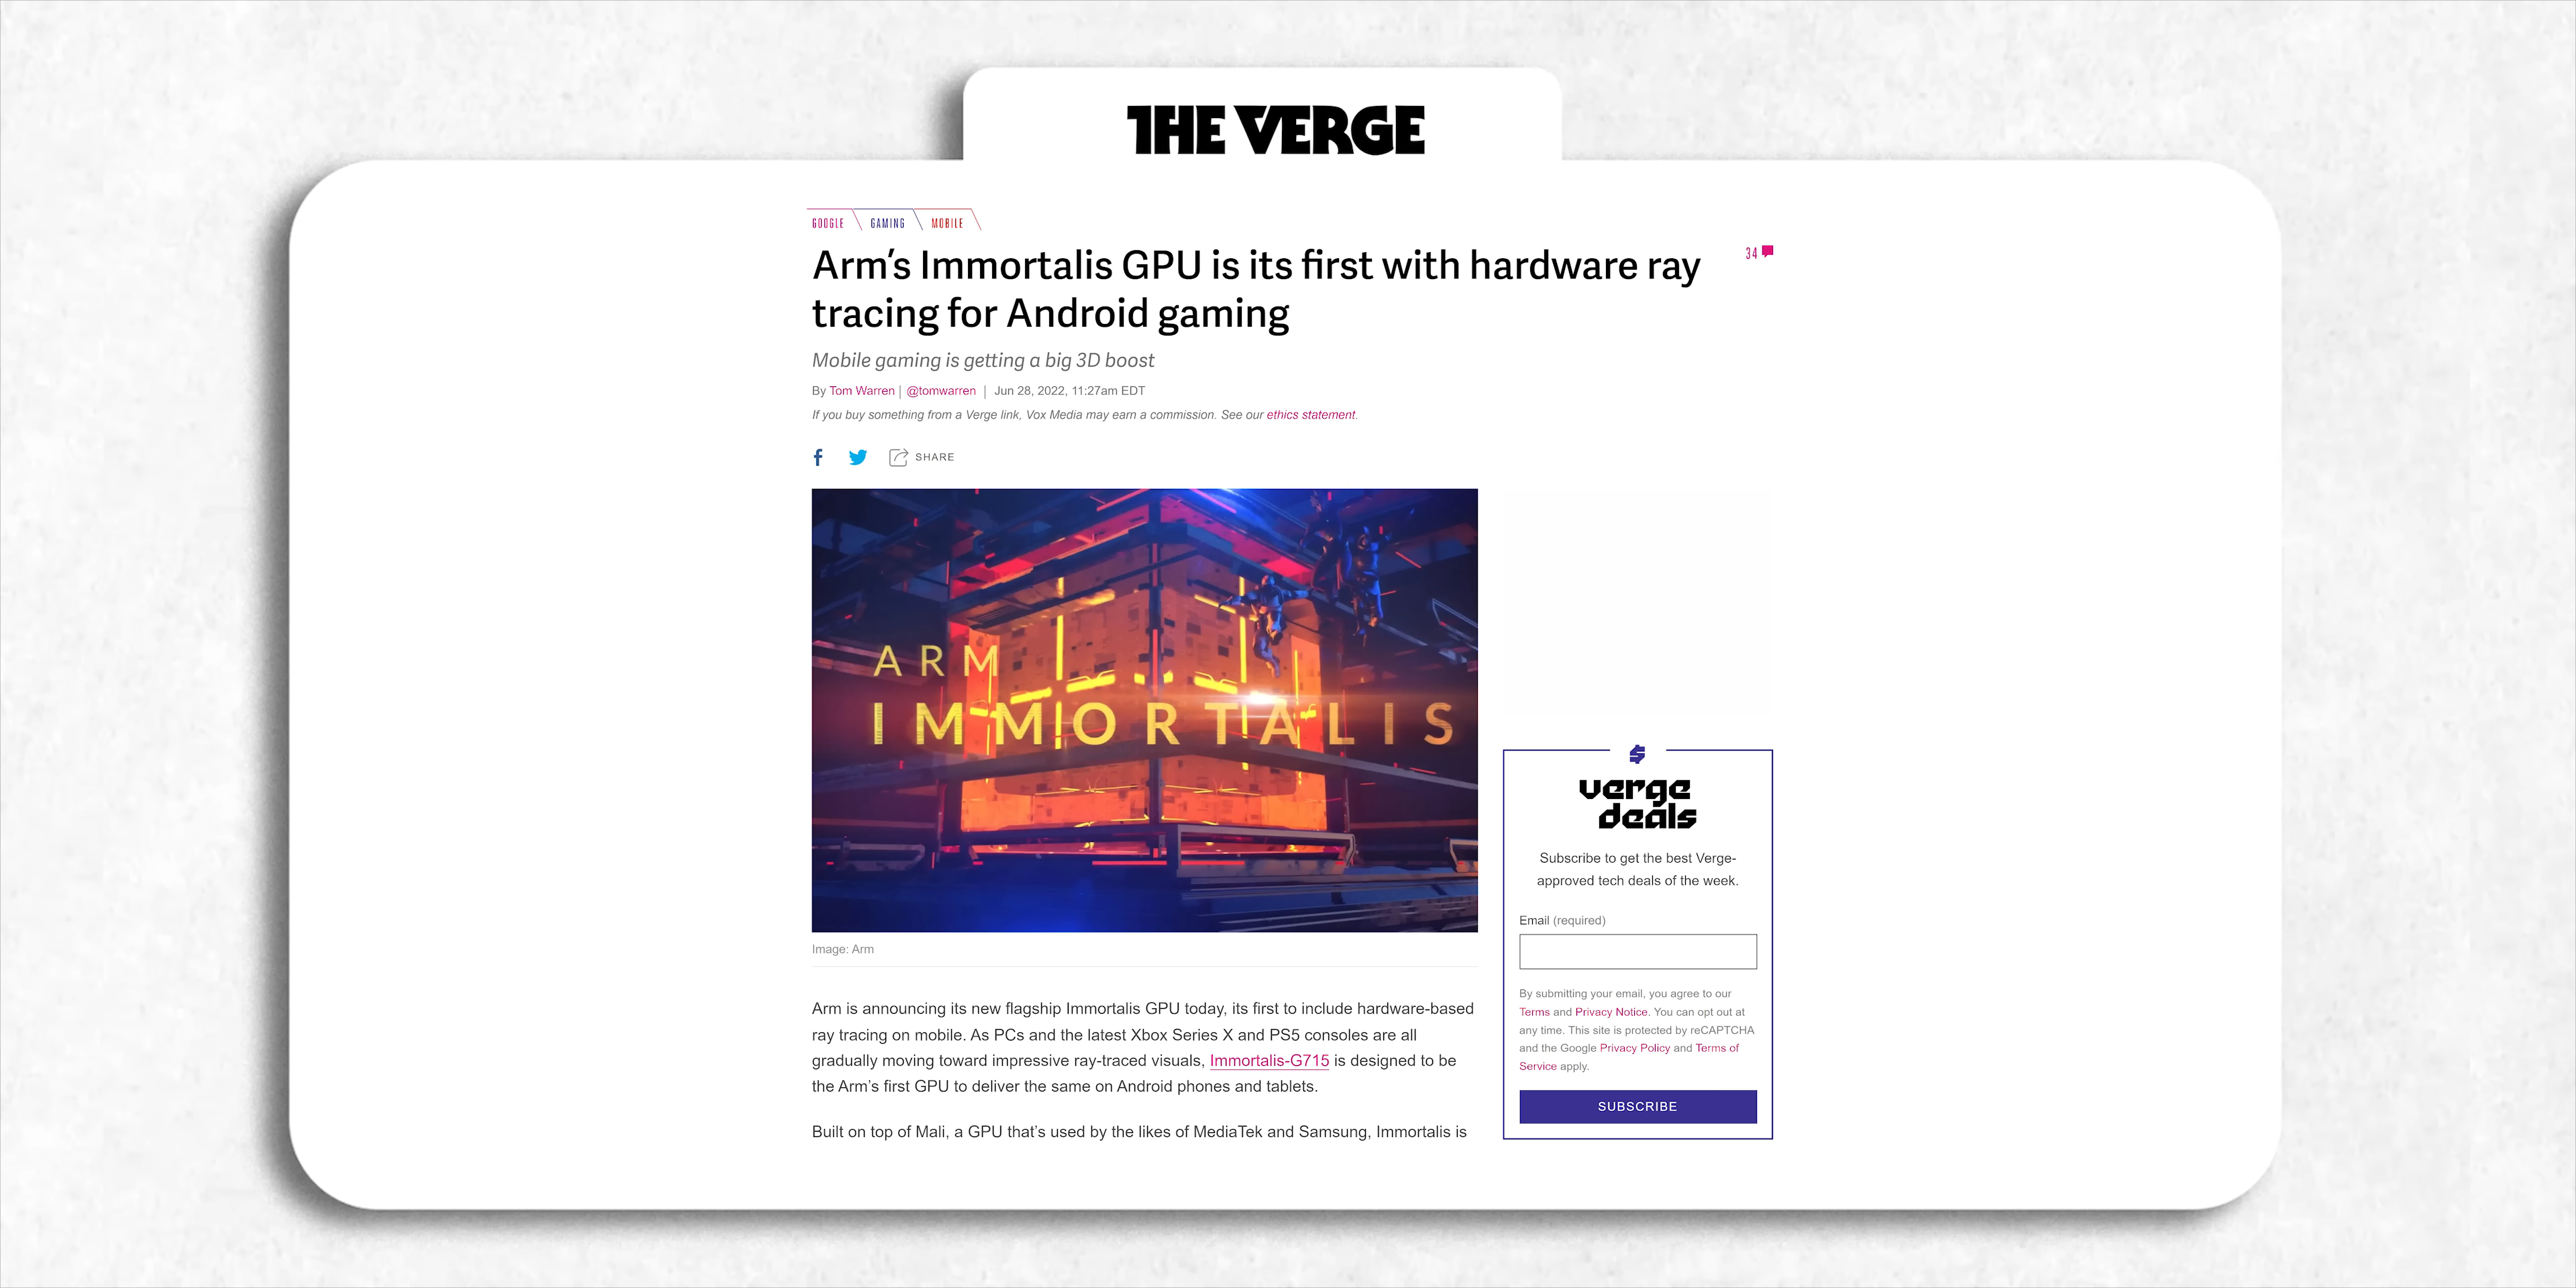 THE VERGE
GOOGLE GAMING MOBILE
Arm's Immortalis GPU is its first with hardware ray
tracing for Android gaming
34
Mobile gaming is getting a big 3D boost
By Tom Warren | @tomwarren | Jun 28, 2022, 11:27am EDT
If you buy something from a Verge link, Vox Media may earn a commission. See our ethics statement.
SHARE
ARM
IMMORTALIS
Image: Arm
Arm is announcing its new flagship Immortalis GPU today, its first to include hardware-based
ray tracing on mobile. As PCs and the latest Xbox Series X and PS5 consoles are all
gradually moving toward impressive ray-traced visuals, Immortalis-G715 is designed to be
the Arm's first GPU to deliver the same on Android phones and tablets.
Built on top of Mali, a GPU that's used by the likes of MediaTek and Samsung, Immortalis is
$
verge
deals
Subscribe to get the best Verge-
approved tech deals of the week.
Email (required)
By submitting your email, you agree to our
Terms and Privacy Notice. You can opt out at
any time. This site is protected by reCAPTCHA
and the Google Privacy Policy and Terms of
Service apply.
SUBSCRIBE